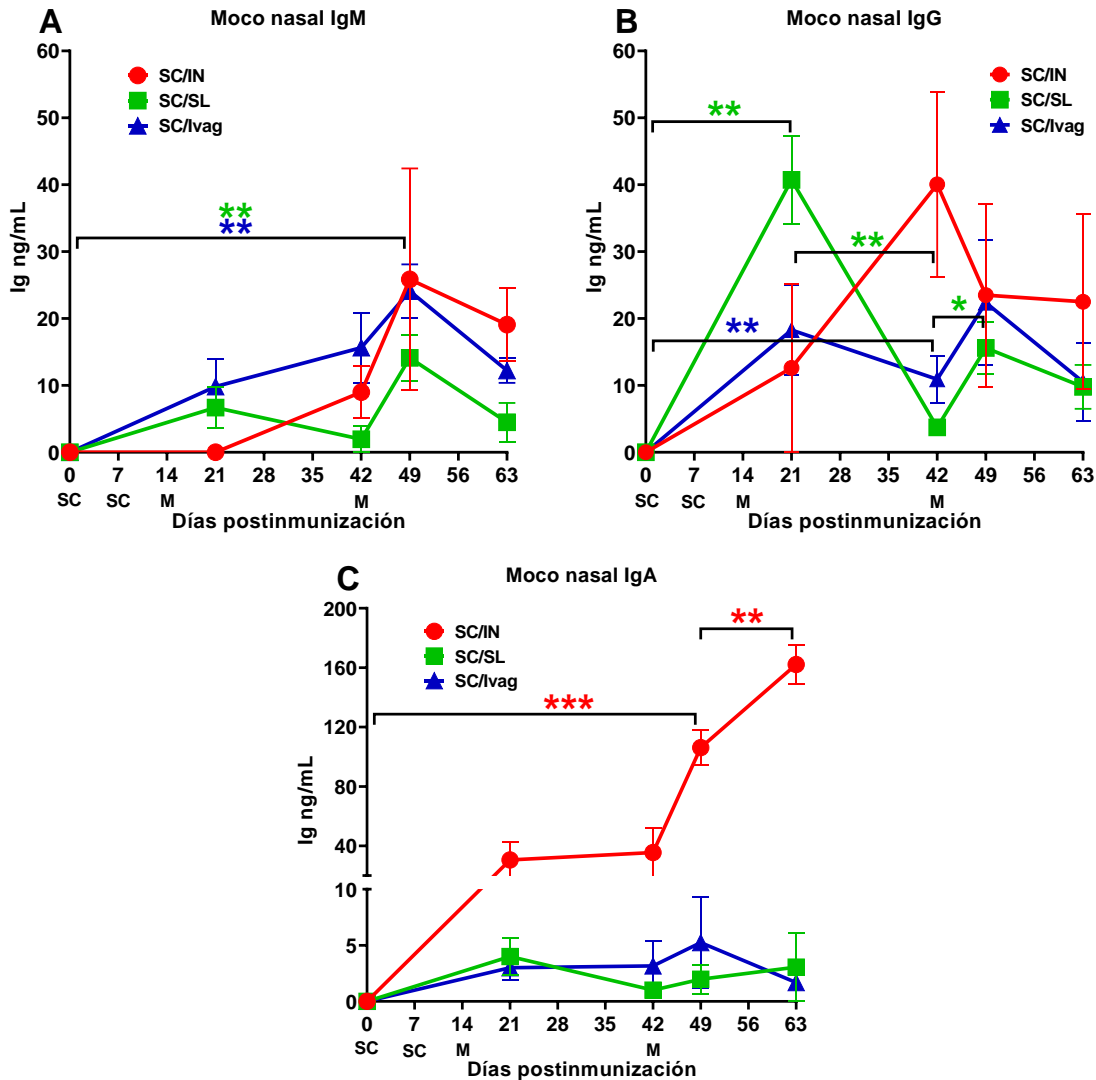 A
Moco nasal IgM
60
50
40
30
20
10
0
Ig ng/mL
SC/IN
SC/SL
SC/Ivag
**
**
0 7 14 21 28 35 42 49 56 63
SC SC M M
Días postinmunización
B
Moco nasal IgG
60
50
40
30
20
10
0
Ig ng/mL
SC/IN
SC/SL
SC/Ivag
**
**
*
**
0 7 14 21 28 35 42 49 56 63
SC SC M M
Días postinmunización
C
Moco nasal IgA
200
160
120
80
40
10
5
0
Ig ng/mL
SC/IN
SC/SL
SC/Ivag
**
***
0 7 14 21 28 35 42 49 56 63
SC SC M M
Días postinmunización